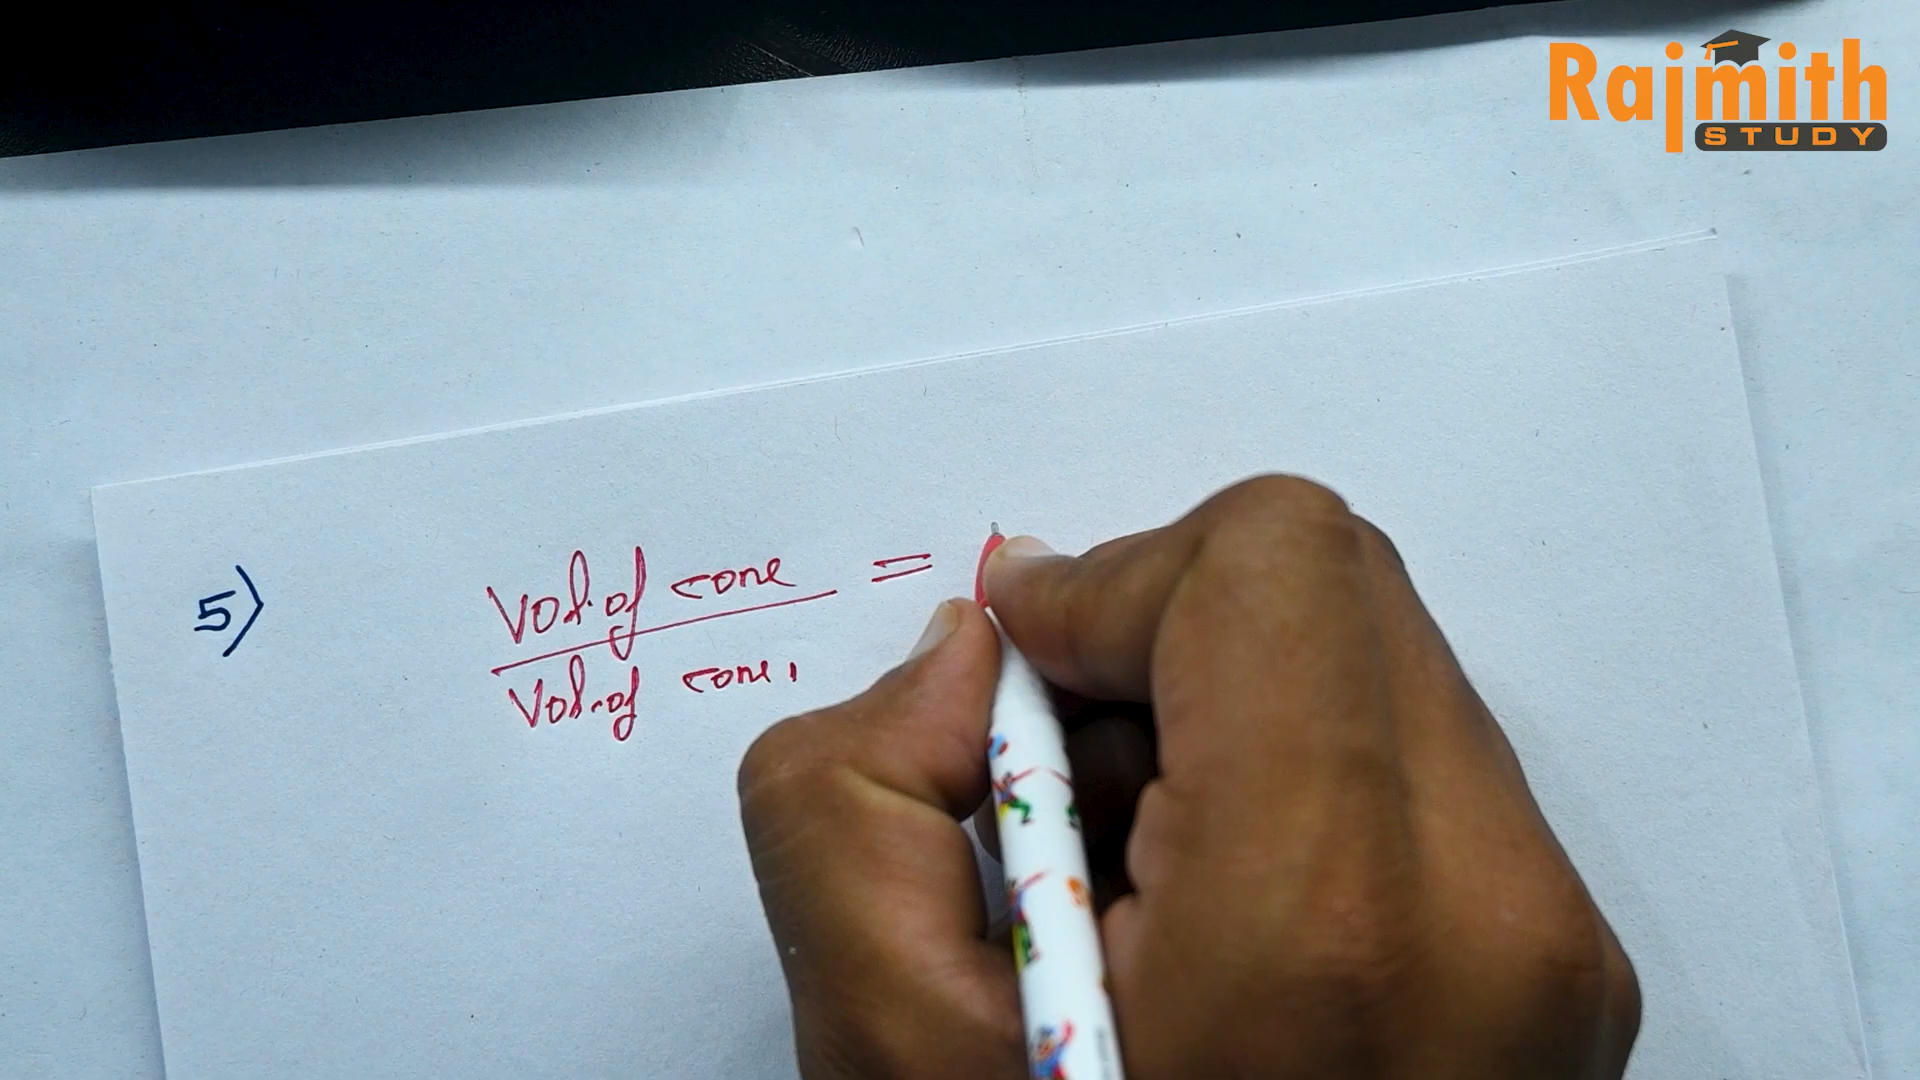 Rajmith
STUDY
5)
Vol. of cone =
Vol. of cone,